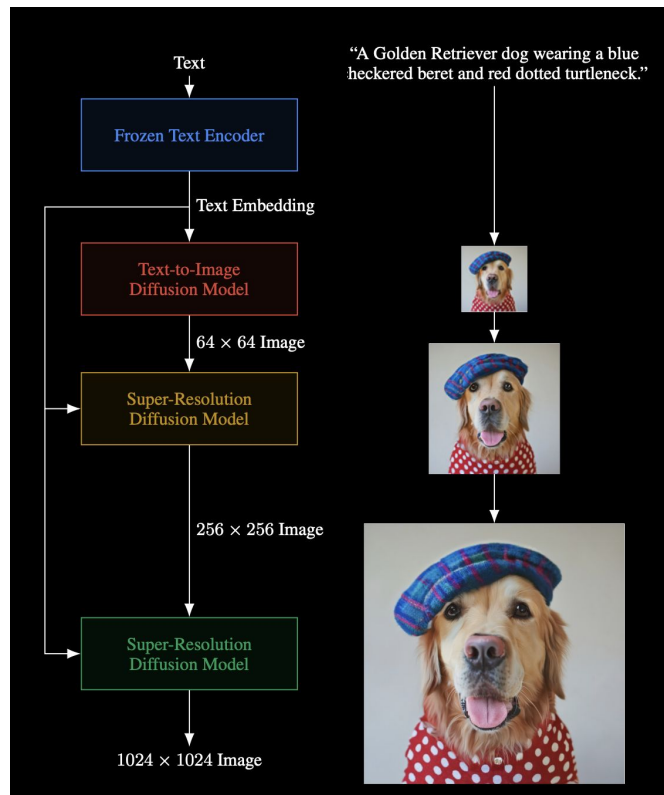 Text
Frozen Text Encoder
Text Embedding
Text-to-Image
Diffusion Model
64 × 64 Image
Super-Resolution
Diffusion Model
256 × 256 Image
Super-Resolution
Diffusion Model
1024 × 1024 Image
“A Golden Retriever dog wearing a blue
heckered beret and red dotted turtleneck.”